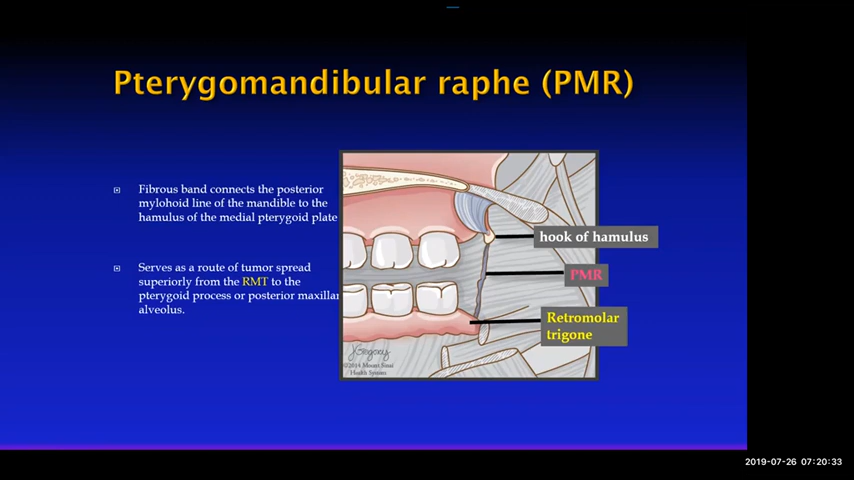 Pterygomandibular raphe (PMR)
Fibrous band connects the posterior
mylohoid line of the mandible to the
hamulus of the medial pterygoid plate
Serves as a route of tumor spread
superiorly from the RMT to the
pterygoid process or posterior maxillar
alveolus.
hook of hamulus
PMR
Retromolar
trigone
©2014 Mount Sinai
Health System
2019-07-26 07:20:33